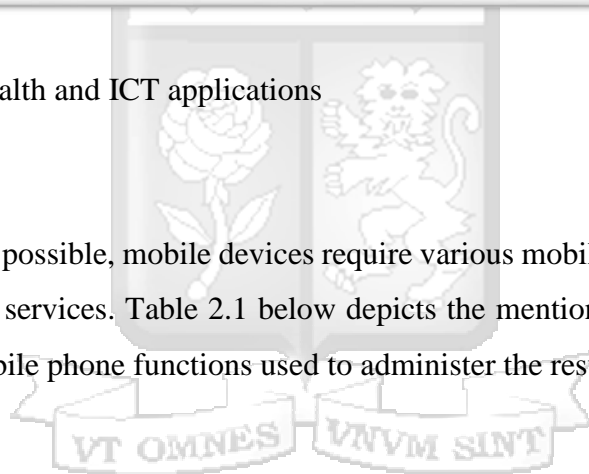 alth and ICT applications
possible, mobile devices require various mobil
services. Table 2.1 below depicts the mention
bile phone functions used to administer the res
VT OMNES VNVM SINT